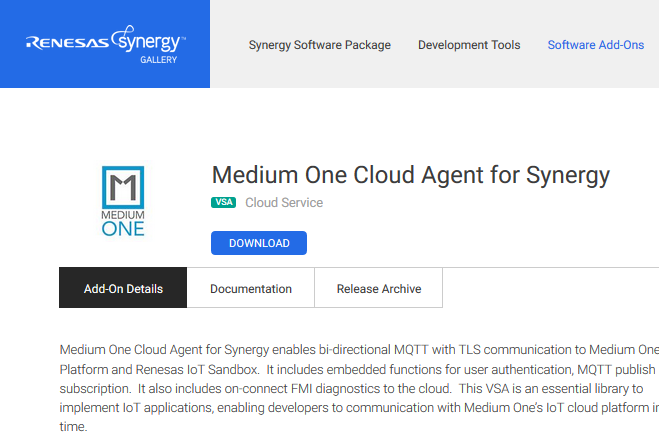 RENESAS synergy™
GALLERY
Synergy Software Package Development Tools Software Add-Ons
M
MEDIUM
ONE
Medium One Cloud Agent for Synergy
VSA Cloud Service
DOWNLOAD
Add-On Details Documentation Release Archive
Medium One Cloud Agent for Synergy enables bi-directional MQTT with TLS communication to Medium One
Platform and Renesas IoT Sandbox. It includes embedded functions for user authentication, MQTT publish
subscription. It also includes on-connect FMI diagnostics to the cloud. This VSA is an essential library to
implement IoT applications, enabling developers to communication with Medium One's IoT cloud platform in
time.